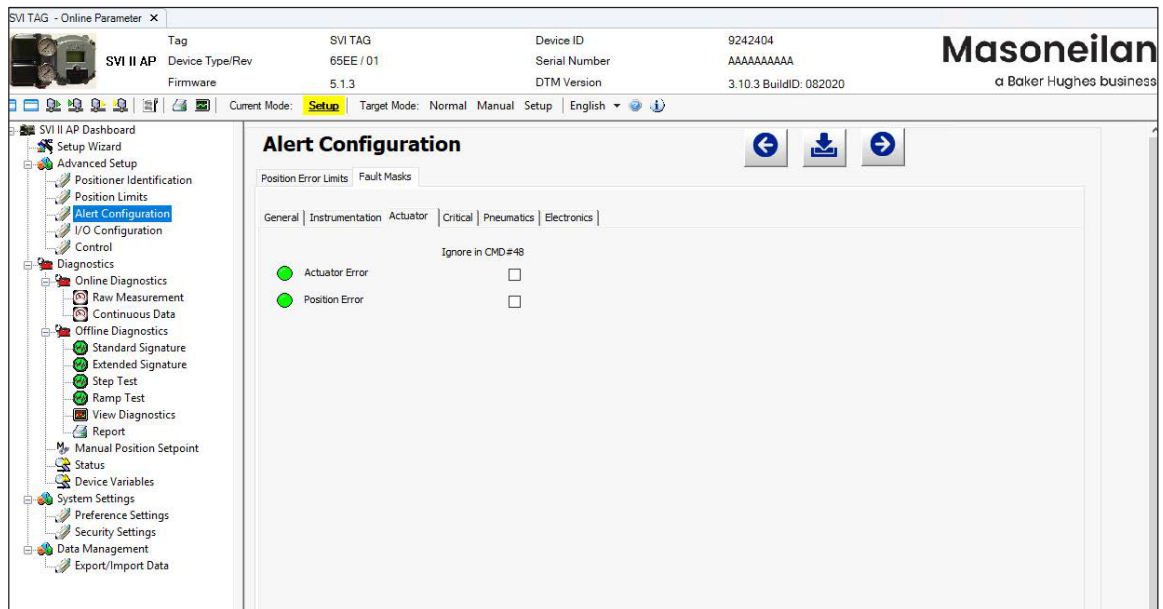 SVI TAG - Online Parameter ×
SVI II AP
Tag SVI TAG Device ID 9242404
Device Type/Rev 65EE / 01 Serial Number AAAAAAAAAA
Firmware 5.1.3 DTM Version 3.10.3 BuildID: 082020
Masoneilan
a Baker Hughes business
Current Mode: Setup Target Mode: Normal Manual Setup English
SVI II AP Dashboard
Setup Wizard
Advanced Setup
Positioner Identification
Position Limits
Alert Configuration
I/O Configuration
Control
Diagnostics
Online Diagnostics
Raw Measurement
Continuous Data
Offline Diagnostics
Standard Signature
Extended Signature
Step Test
Ramp Test
View Diagnostics
Report
Manual Position Setpoint
Status
Device Variables
System Settings
Preference Settings
Security Settings
Data Management
Export/Import Data
Alert Configuration
Position Error Limits Fault Masks
General Instrumentation Actuator Critical Pneumatics Electronics
Ignore in CMD#48
Actuator Error
Position Error